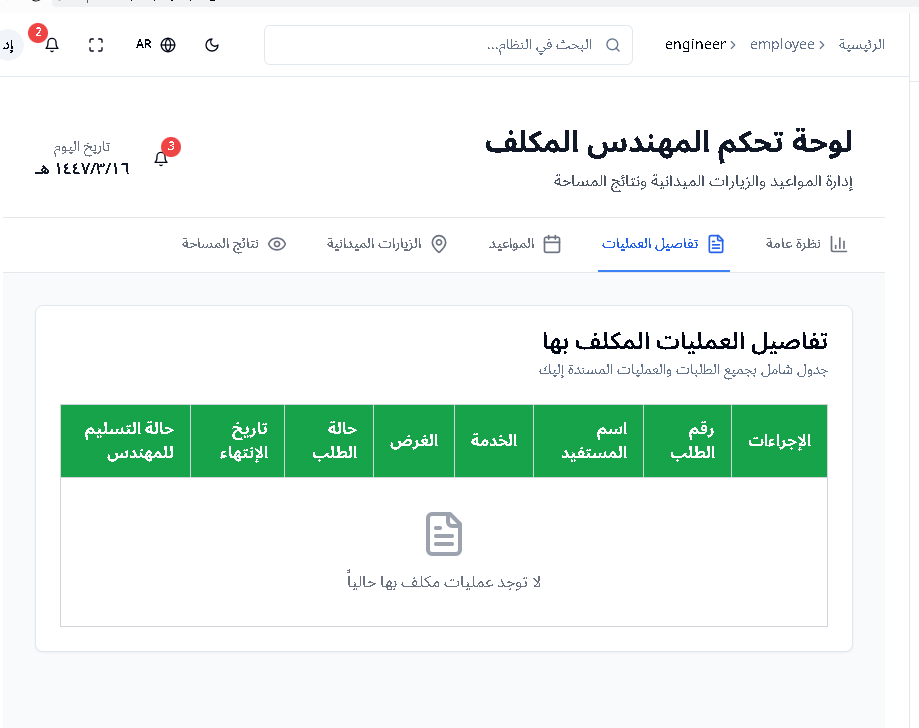 الرئيسية
employee
engineer
البحث في النظام...
AR
2
إد
لوحة تحكم المهندس المكلف
إدارة المواعيد والزيارات الميدانية ونتائج المساحة
3
تاريخ اليوم
١٤٤٧/٣/١٦ هـ
نظرة عامة
تفاصيل العمليات
المواعيد
الزيارات الميدانية
نتائج المساحة
تفاصيل العمليات المكلف بها
جدول شامل بجميع الطلبات والعمليات المسندة إليك
الإجراءات
رقم
الطلب
اسم
المستفيد
الخدمة
الغرض
حالة
الطلب
تاريخ
الإنتهاء
حالة التسليم
للمهندس
لا توجد عمليات مكلف بها حالياً